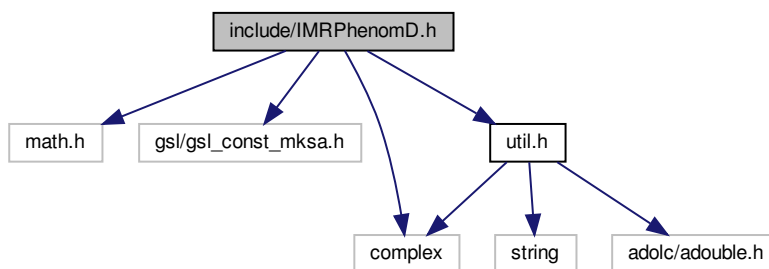 include/IMRPhenomD.h
math.h
gsl/gsl_const_mksa.h
util.h
complex
string
adolc/adouble.h